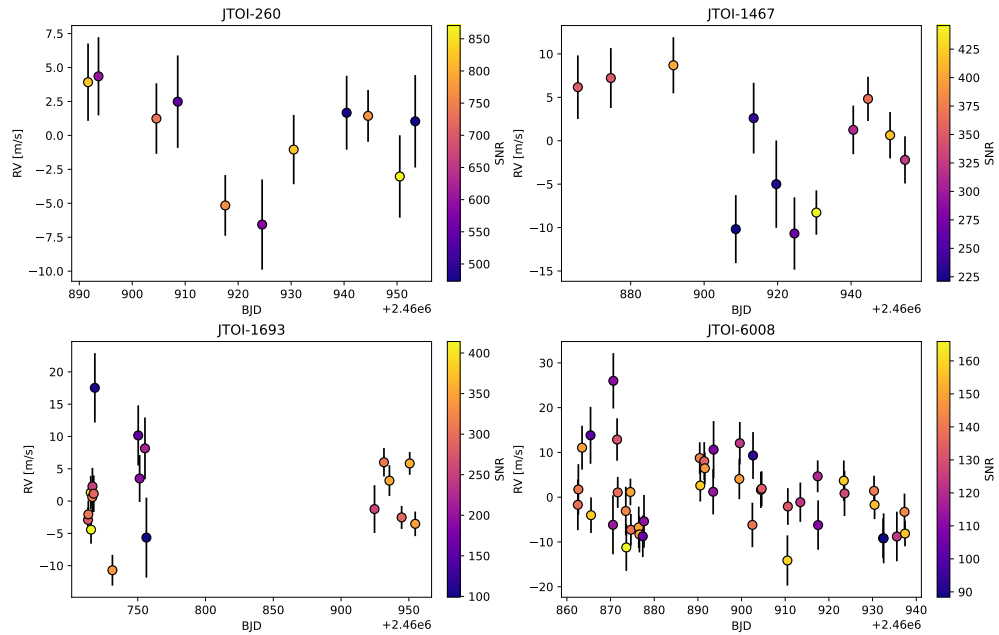 JTOI-260
7.5
5.0
2.5
0.0
−2.5
−5.0
−7.5
−10.0
RV [m/s]
890 900 910 920 930 940 950
BJD
+2.46e6
850
800
750
700
650
600
550
500
SNR
JTOI-1467
10
5
0
−5
−10
−15
RV [m/s]
880 900 920 940
BJD
+2.46e6
425
400
375
350
325
300
275
250
225
SNR
JTOI-1693
20
15
10
5
0
−5
−10
RV [m/s]
750 800 850 900 950
BJD
+2.46e6
400
350
300
250
200
150
100
SNR
JTOI-6008
30
20
10
0
−10
−20
RV [m/s]
860 870 880 890 900 910 920 930 940
BJD
+2.46e6
160
150
140
130
120
110
100
90
SNR